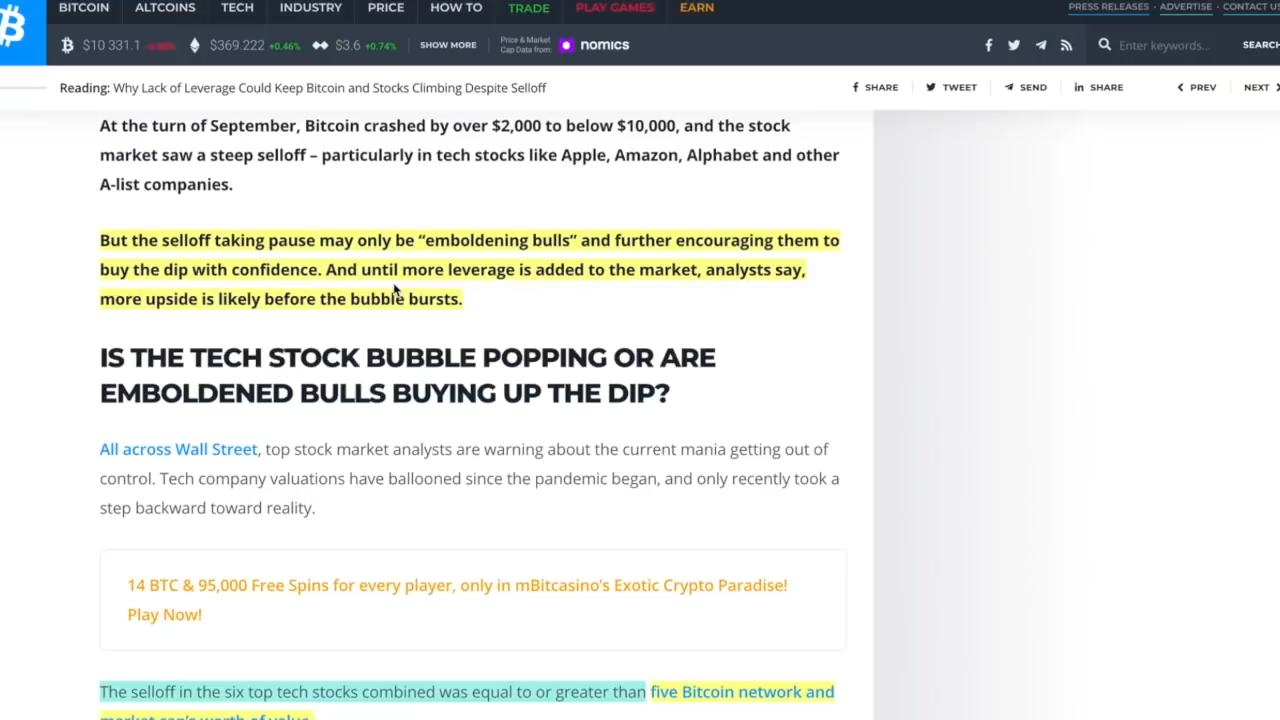 BITCOIN ALTCOINS TECH INDUSTRY PRICE HOW TO TRADE PLAY GAMES EARN PRESS RELEASES · ADVERTISE · CONTACT US
$10 331.1 $369.222 +0.46% $3.6 +0.74% SHOW MORE Price & Market Cap Data from: nomics Enter keywords... SEARCH
Reading: Why Lack of Leverage Could Keep Bitcoin and Stocks Climbing Despite Selloff SHARE TWEET SEND SHARE PREV NEXT
At the turn of September, Bitcoin crashed by over $2,000 to below $10,000, and the stock
market saw a steep selloff – particularly in tech stocks like Apple, Amazon, Alphabet and other
A-list companies.
But the selloff taking pause may only be “emboldening bulls” and further encouraging them to
buy the dip with confidence. And until more leverage is added to the market, analysts say,
more upside is likely before the bubble bursts.
IS THE TECH STOCK BUBBLE POPPING OR ARE
EMBOLDENED BULLS BUYING UP THE DIP?
All across Wall Street, top stock market analysts are warning about the current mania getting out of
control. Tech company valuations have ballooned since the pandemic began, and only recently took a
step backward toward reality.
14 BTC & 95,000 Free Spins for every player, only in mBitcasino’s Exotic Crypto Paradise!
Play Now!
The selloff in the six top tech stocks combined was equal to or greater than five Bitcoin network and
market cap's worth of value.